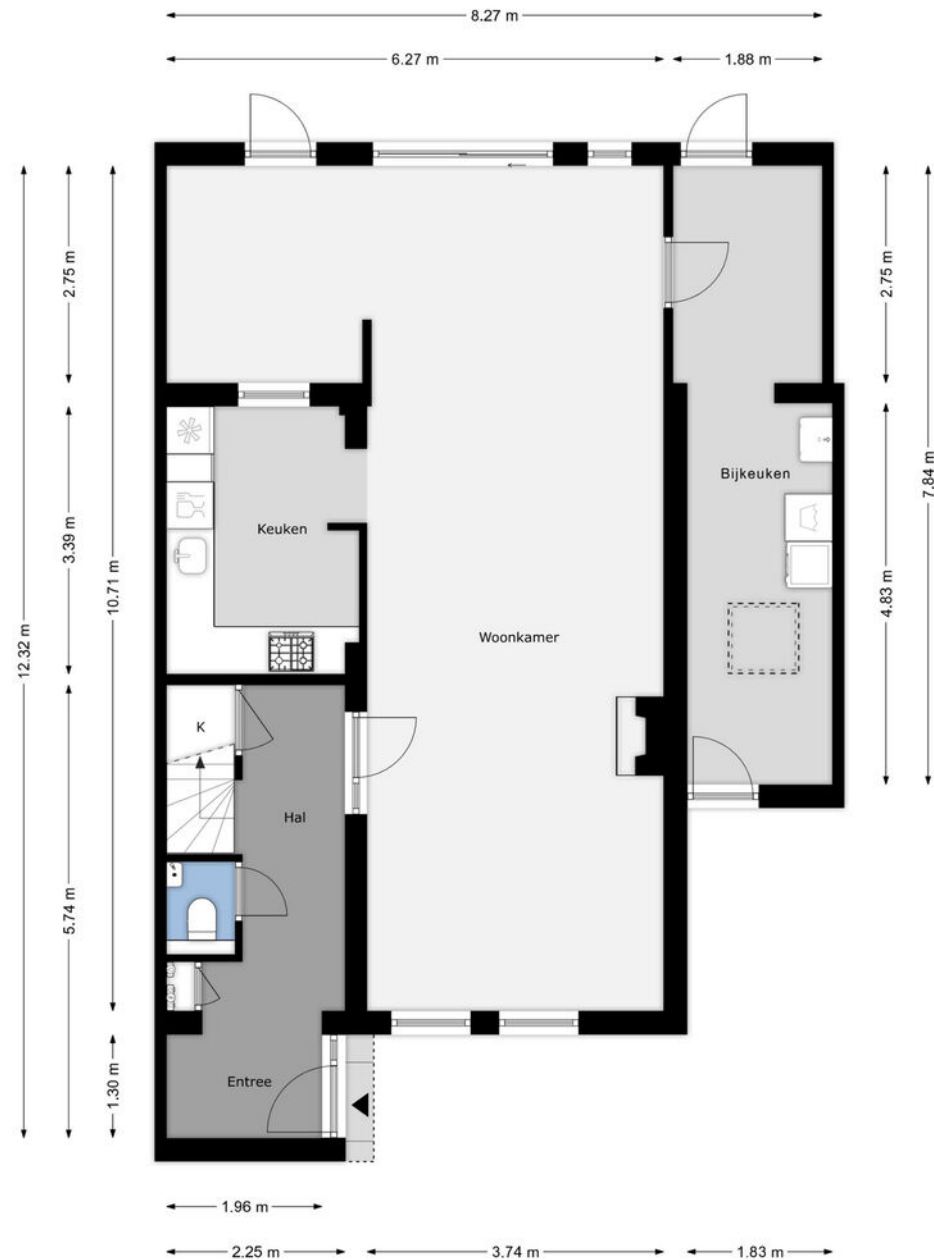 8.27 m
6.27 m
1.88 m
2.75 m
2.75 m
3.39 m
Keuken
Bijkeuken
7.84 m
10.71 m
4.83 m
12.32 m
Woonkamer
K
Hal
5.74 m
Entree
1.30 m
1.96 m
2.25 m
3.74 m
1.83 m